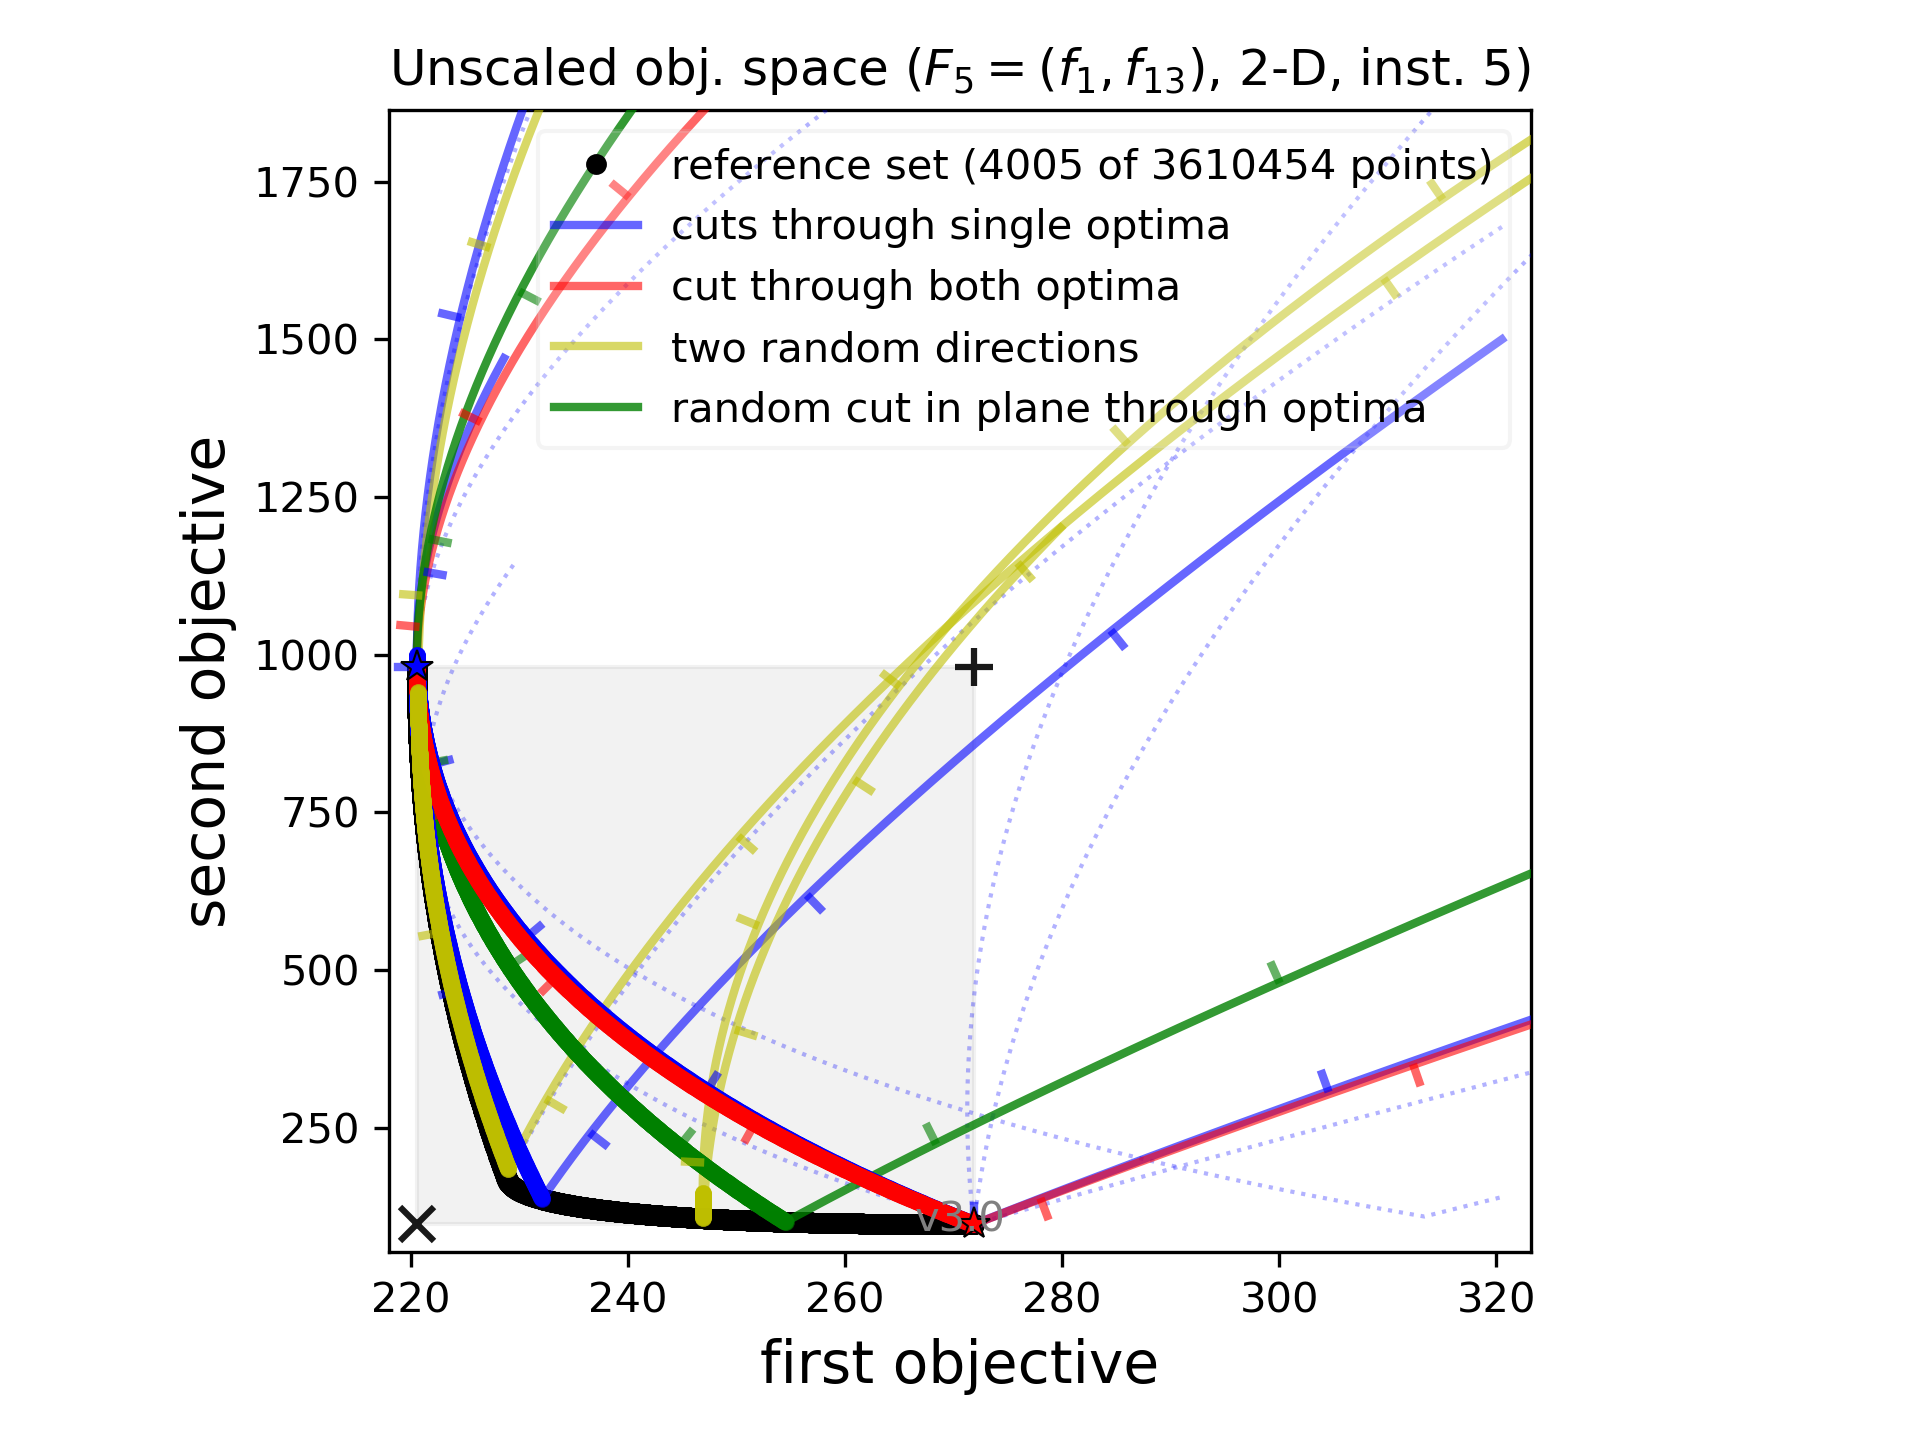 Unscaled obj. space (F₅ = (f₁, f₁₃), 2-D, inst. 5)
reference set (4005 of 3610454 points)
cuts through single optima
cut through both optima
two random directions
random cut in plane through optima
second objective
1750
1500
1250
1000
750
500
250
v3.0
220 240 260 280 300 320
first objective